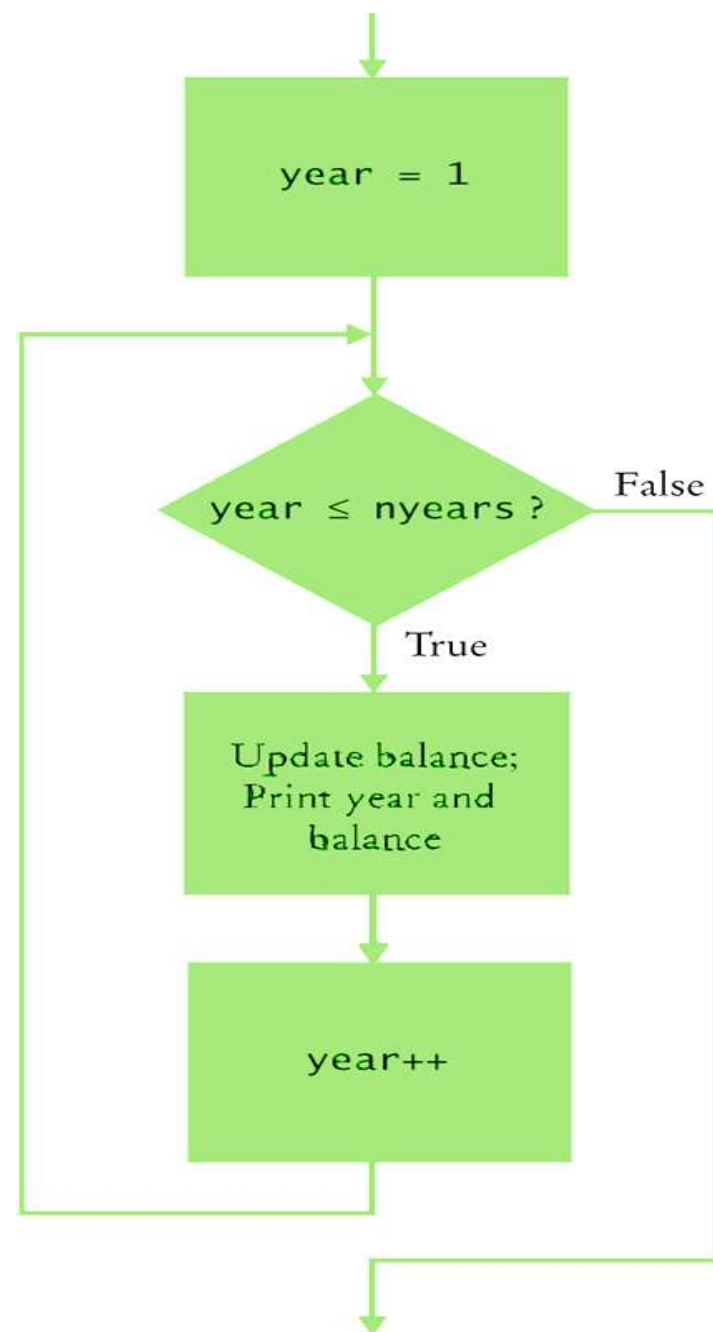 year = 1
year ≤ nyears ?
False
True
Update balance;
Print year and
balance
year++